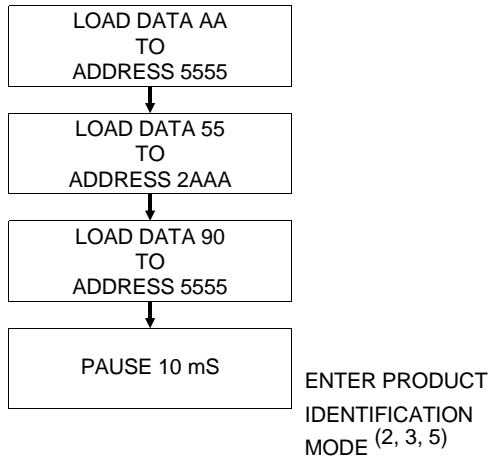 LOAD DATA AA
TO
ADDRESS 5555
LOAD DATA 55
TO
ADDRESS 2AAA
LOAD DATA 90
TO
ADDRESS 5555
PAUSE 10 mS
ENTER PRODUCT
IDENTIFICATION
MODE (2, 3, 5)